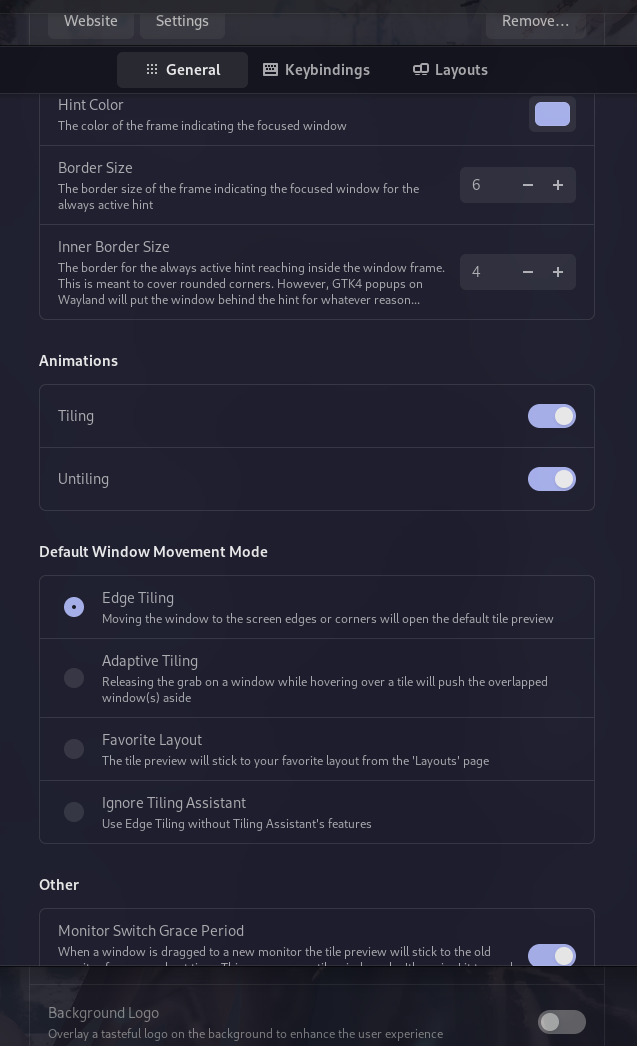 Website Settings Remove...
General Keybindings Layouts
Hint Color
The color of the frame indicating the focused window
Border Size
The border size of the frame indicating the focused window for the
always active hint
6
Inner Border Size
The border for the always active hint reaching inside the window frame.
This is meant to cover rounded corners. However, GTK4 popups on
Wayland will put the window behind the hint for whatever reason...
4
Animations
Tiling
Untiling
Default Window Movement Mode
Edge Tiling
Moving the window to the screen edges or corners will open the default tile preview
Adaptive Tiling
Releasing the grab on a window while hovering over a tile will push the overlapped
window(s) aside
Favorite Layout
The tile preview will stick to your favorite layout from the 'Layouts' page
Ignore Tiling Assistant
Use Edge Tiling without Tiling Assistant's features
Other
Monitor Switch Grace Period
When a window is dragged to a new monitor the tile preview will stick to the old
Background Logo
Overlay a tasteful logo on the background to enhance the user experience